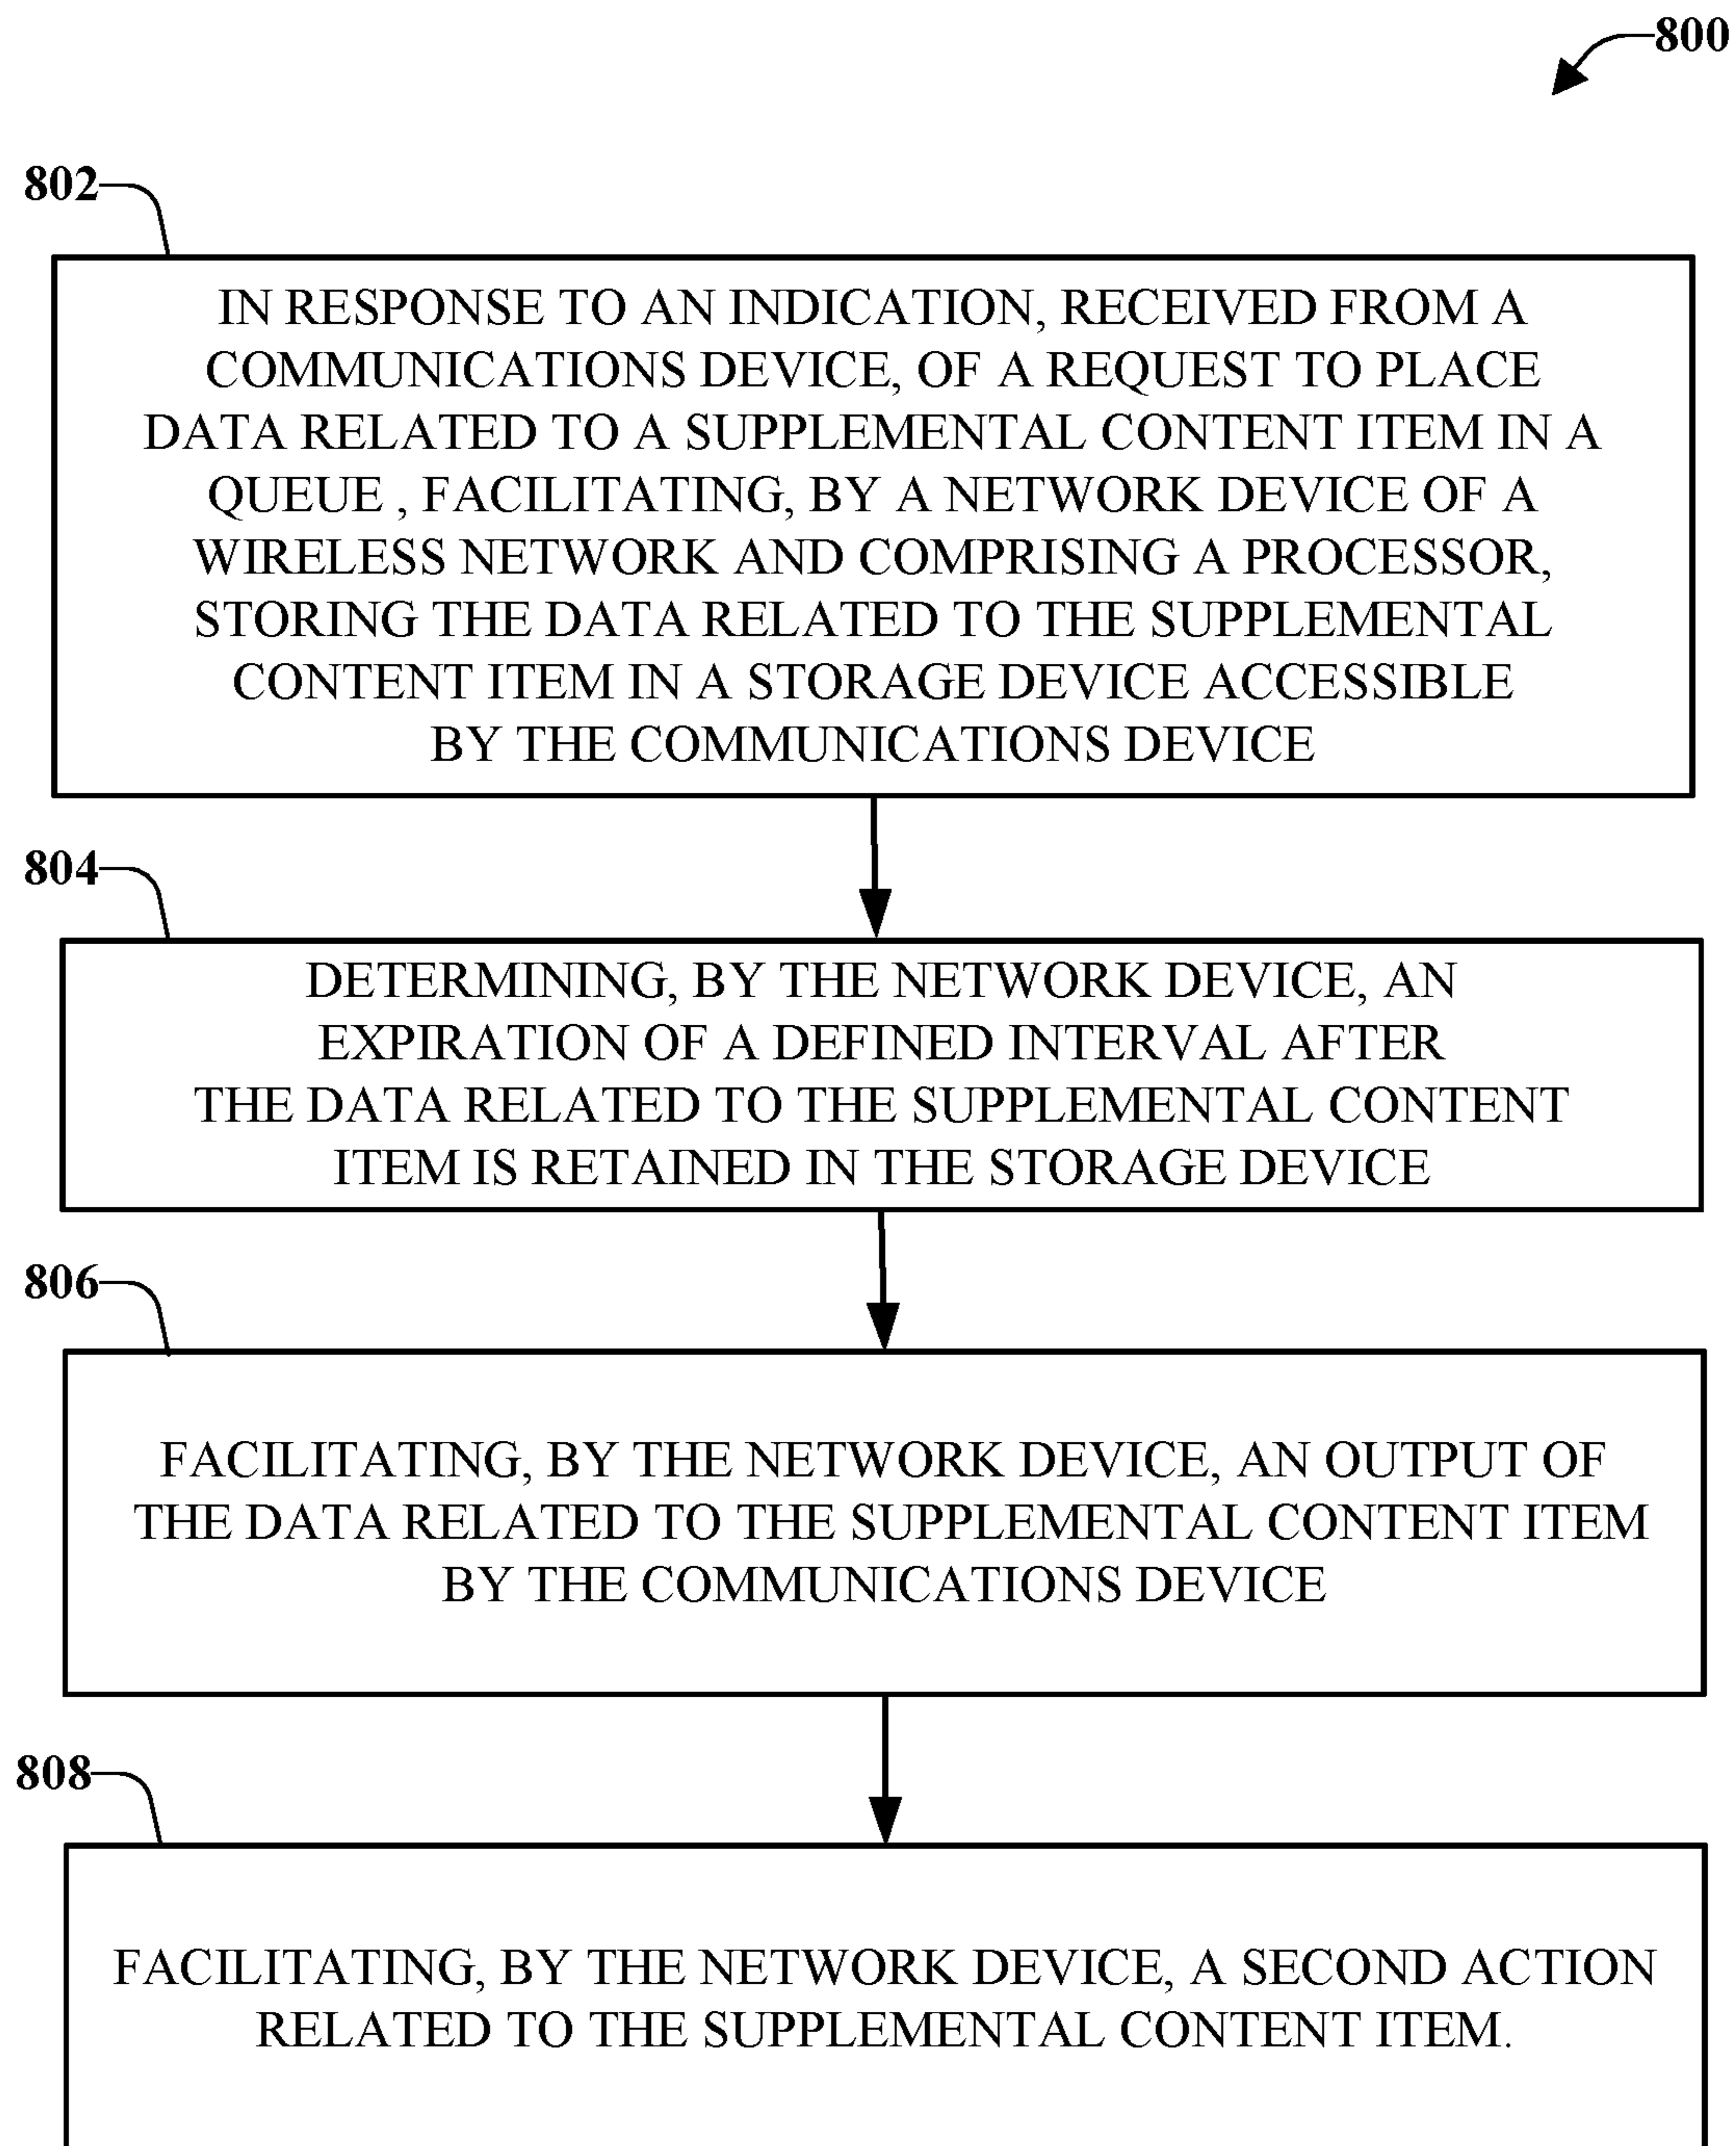 800
802
IN RESPONSE TO AN INDICATION, RECEIVED FROM A
COMMUNICATIONS DEVICE, OF A REQUEST TO PLACE
DATA RELATED TO A SUPPLEMENTAL CONTENT ITEM IN A
QUEUE , FACILITATING, BY A NETWORK DEVICE OF A
WIRELESS NETWORK AND COMPRISING A PROCESSOR,
STORING THE DATA RELATED TO THE SUPPLEMENTAL
CONTENT ITEM IN A STORAGE DEVICE ACCESSIBLE
BY THE COMMUNICATIONS DEVICE
804
DETERMINING, BY THE NETWORK DEVICE, AN
EXPIRATION OF A DEFINED INTERVAL AFTER
THE DATA RELATED TO THE SUPPLEMENTAL CONTENT
ITEM IS RETAINED IN THE STORAGE DEVICE
806
FACILITATING, BY THE NETWORK DEVICE, AN OUTPUT OF
THE DATA RELATED TO THE SUPPLEMENTAL CONTENT ITEM
BY THE COMMUNICATIONS DEVICE
808
FACILITATING, BY THE NETWORK DEVICE, A SECOND ACTION
RELATED TO THE SUPPLEMENTAL CONTENT ITEM.